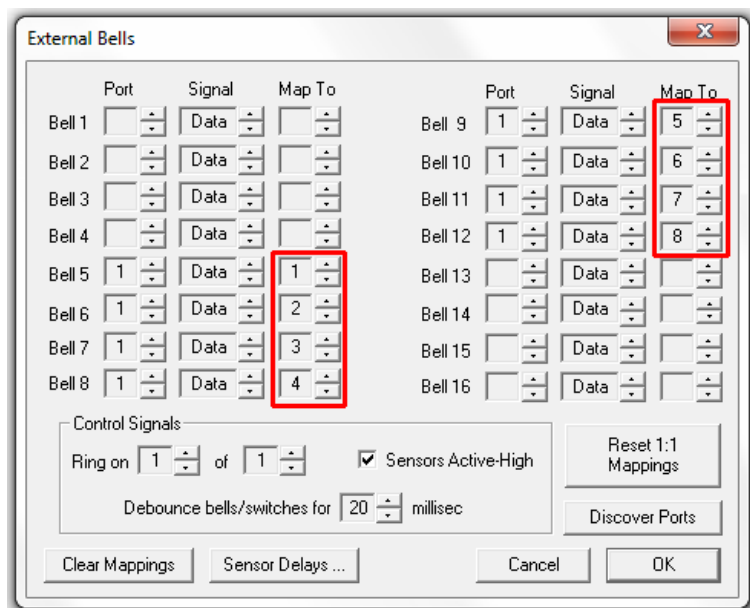 External Bells
Port Signal Map To Port Signal Map To
Bell 1 Data Bell 9 1 Data 5
Bell 2 Data Bell 10 1 Data 6
Bell 3 Data Bell 11 1 Data 7
Bell 4 Data Bell 12 1 Data 8
Bell 5 1 Data 1 Bell 13 Data
Bell 6 1 Data 2 Bell 14 Data
Bell 7 1 Data 3 Bell 15 Data
Bell 8 1 Data 4 Bell 16 Data
Control Signals
Ring on 1 of 1 Sensors Active-High
Debounce bells/switches for 20 millisec
Reset 1:1
Mappings
Discover Ports
Clear Mappings Sensor Delays ... Cancel OK